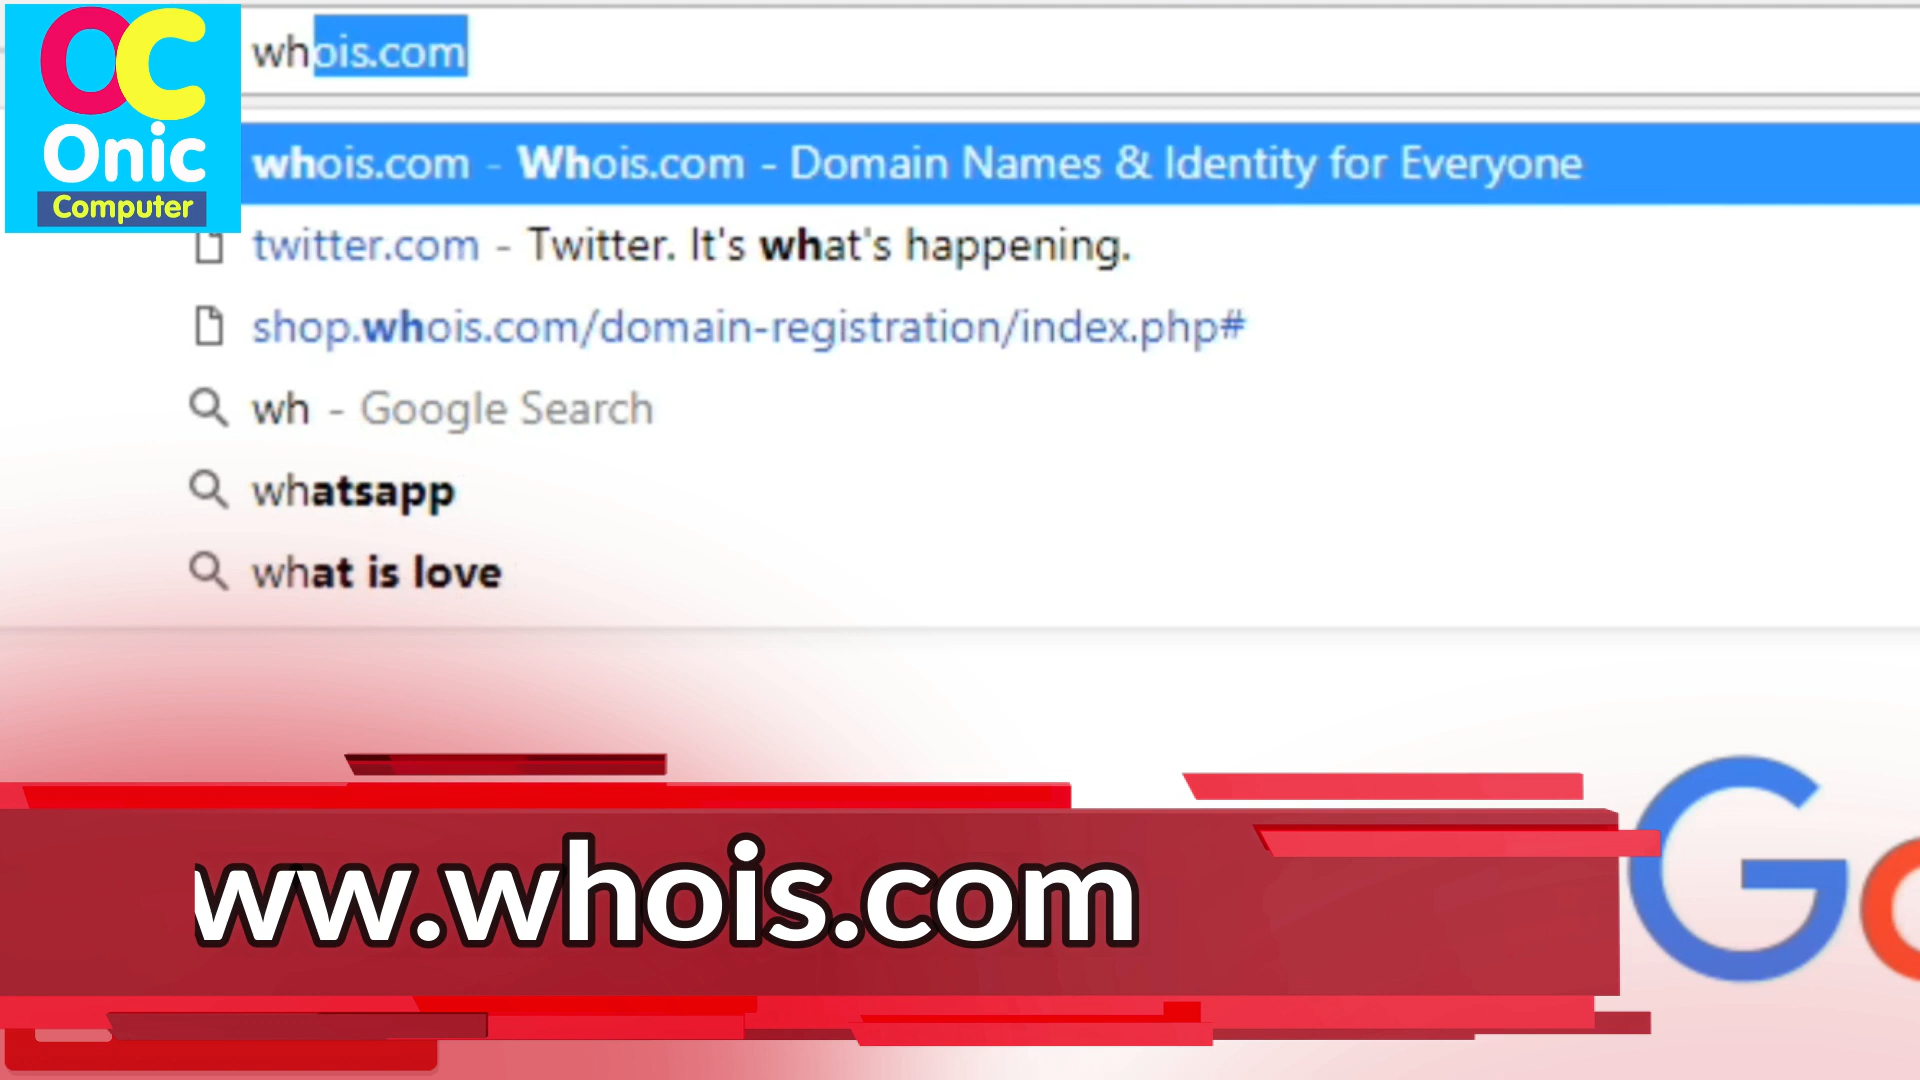 OC
Onic
Computer
whois.com
whois.com - Whois.com - Domain Names & Identity for Everyone
twitter.com - Twitter. It's what's happening.
shop.whois.com/domain-registration/index.php#
wh - Google Search
whatsapp
what is love
ww.whois.com
Go